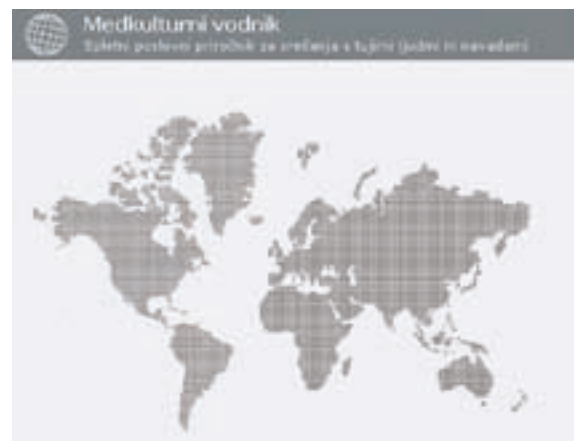 Medkulturni vodnik
Spletni poslovni priročnik za srečanja s tujimi ljudmi in navadami